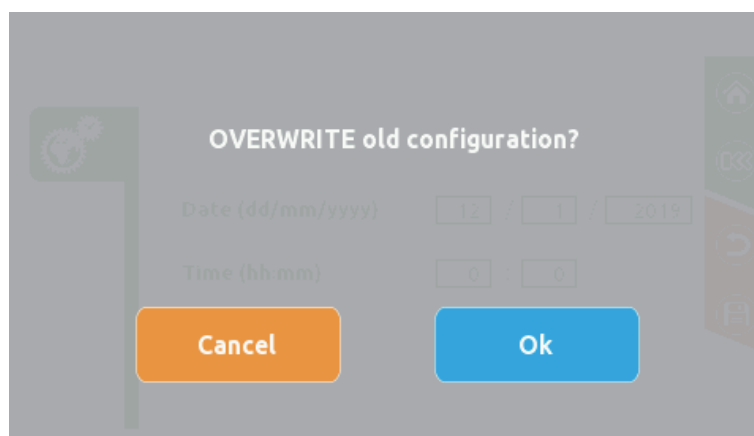 OVERWRITE old configuration?
Date (dd/mm/yyyy) 12 / 1 / 2019
Time (hh:mm) 0 : 0
Cancel Ok